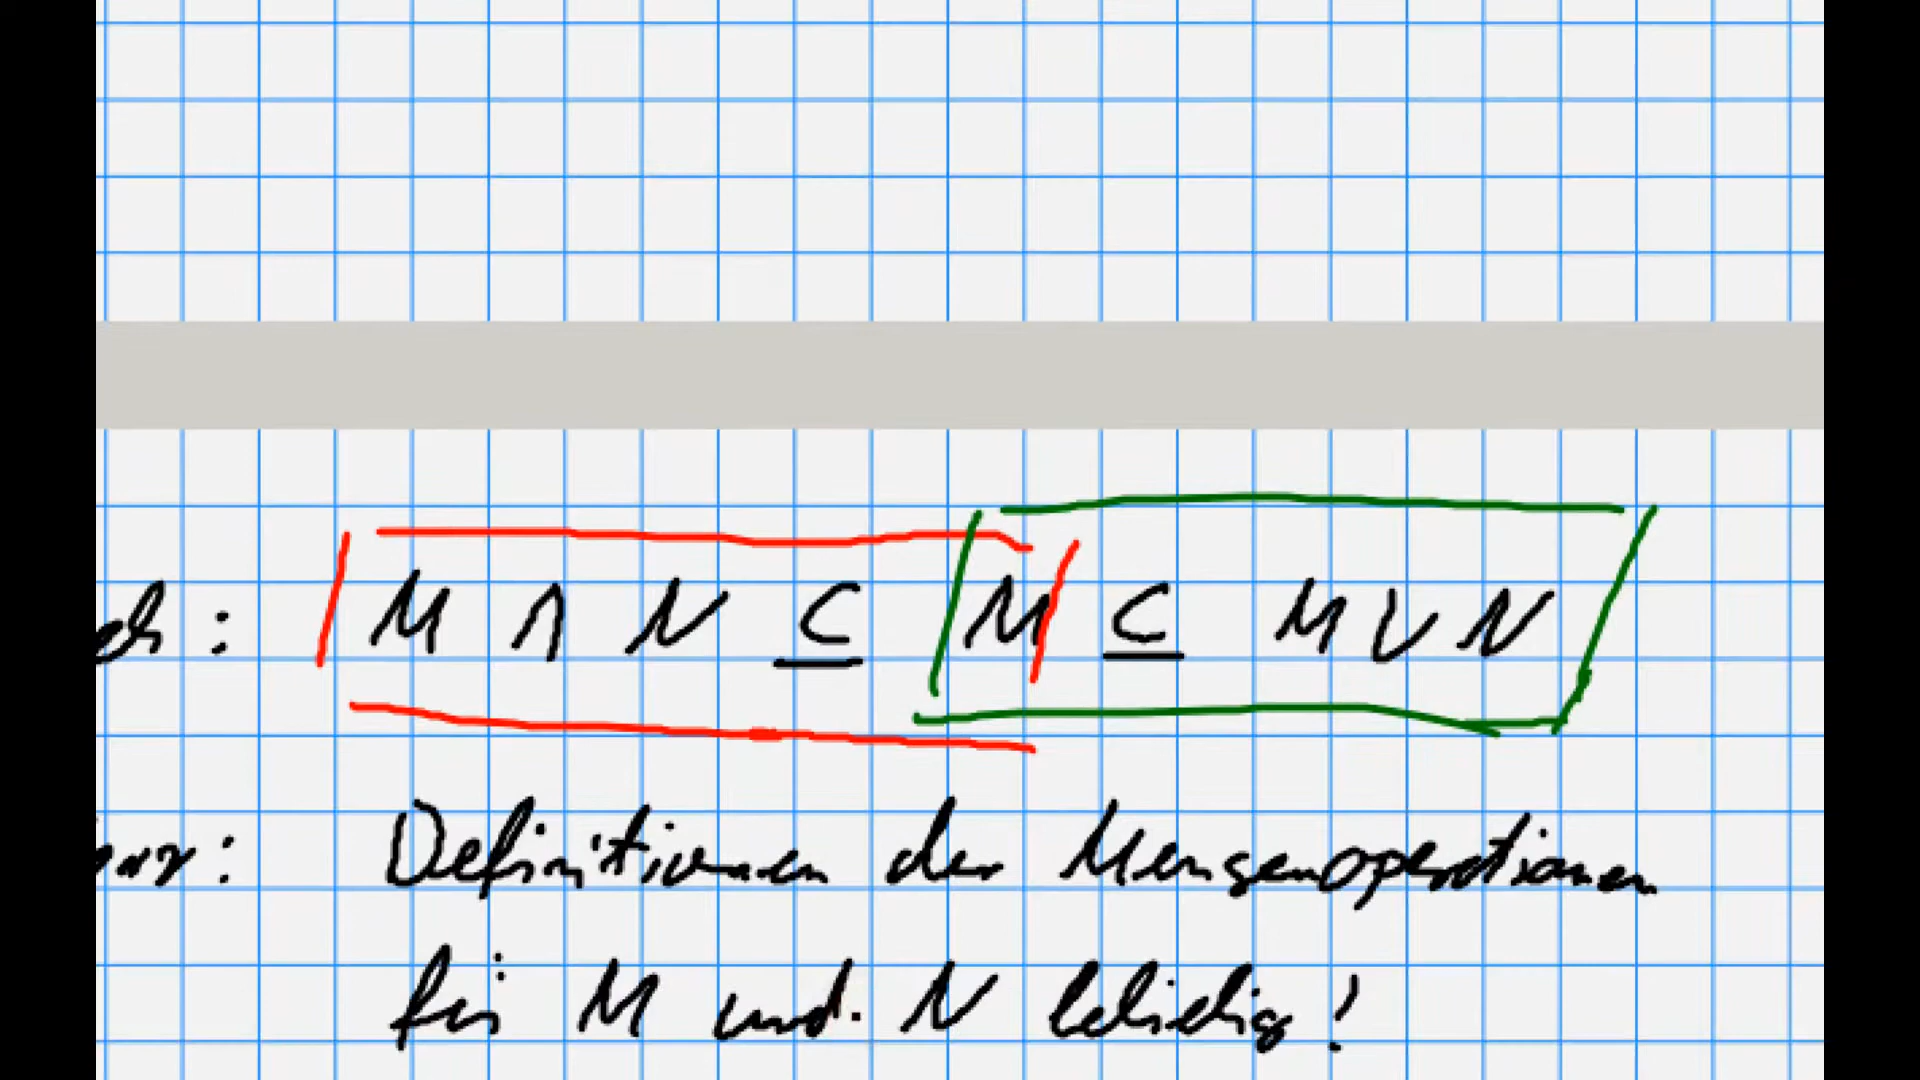 : M ∩ N ⊆ M ⊆ M ∪ N
: Definitionen der Mengenoperationen
für M und N beliebig!